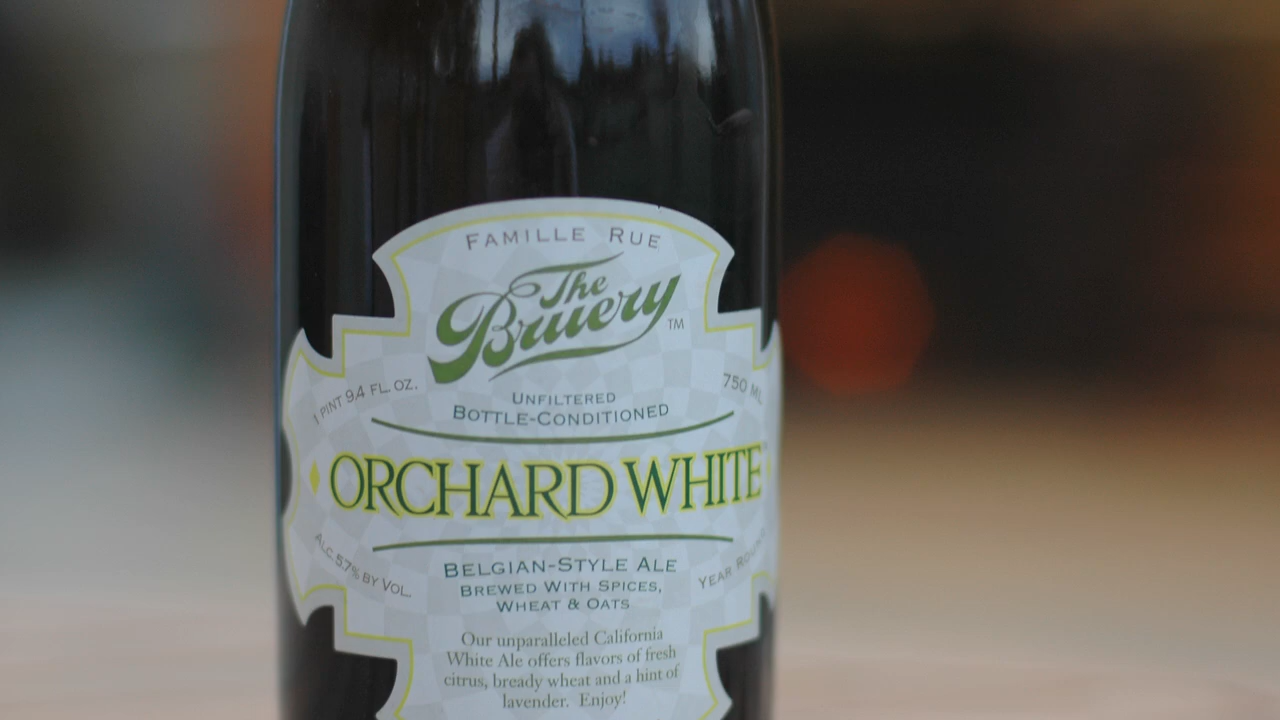 FAMILLE RUE
The
Bruery
TM
1 PINT 9.4 FL. OZ.
750 ML
UNFILTERED
BOTTLE-CONDITIONED
ORCHARD WHITE
ALC. 5.7% BY VOL.
YEAR ROUND
BELGIAN-STYLE ALE
BREWED WITH SPICES,
WHEAT & OATS
Our unparalleled California
White Ale offers flavors of fresh
citrus, bready wheat and a hint of
lavender. Enjoy!